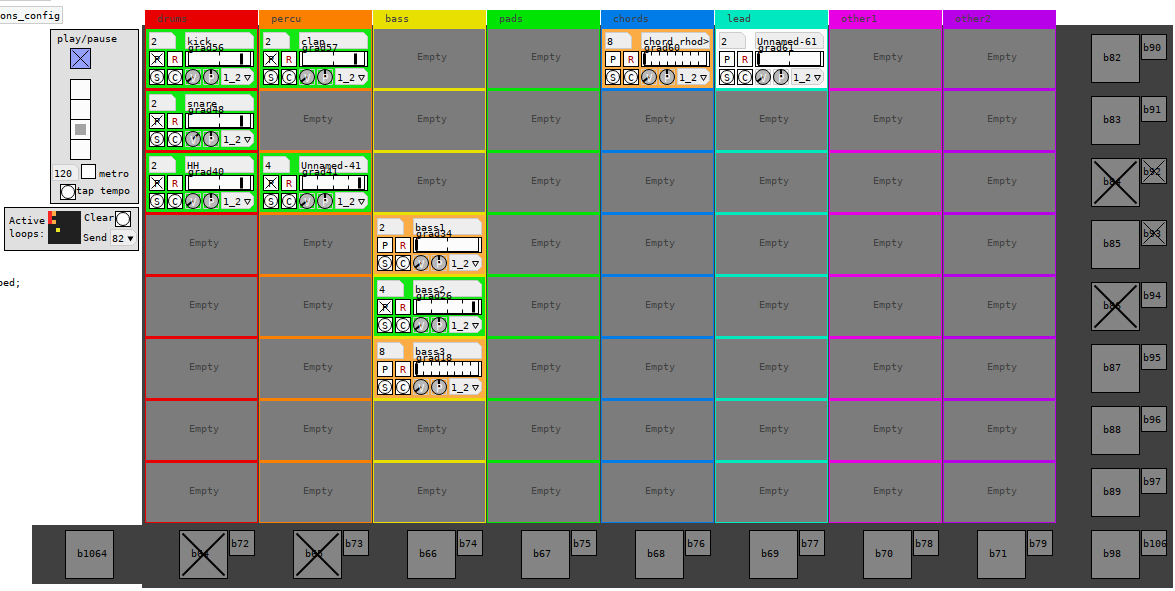 ons_config
drums percu bass pads chords lead other1 other2
play/pause
120 metro
tap tempo
Active loops: Clear
Send 82
ped;
2 kick grad56 P R S C 1_2
2 clap grad57 P R S C 1_2
Empty
Empty
8 chord_rhod> grad60 P R S C 1_2
2 Unnamed-61 grad61 P R S C 1_2
Empty
Empty
b82 b90
2 snare grad48 P R S C 1_2
Empty
Empty
Empty
Empty
Empty
Empty
Empty
b83 b91
2 HH grad40 P R S C 1_2
4 Unnamed-41 grad41 P R S C 1_2
Empty
Empty
Empty
Empty
Empty
Empty
b84 b92
Empty
Empty
2 bass1 grad34 P R S C 1_2
Empty
Empty
Empty
Empty
Empty
b85 b93
Empty
Empty
4 bass2 grad26 P R S C 1_2
Empty
Empty
Empty
Empty
Empty
b86 b94
Empty
Empty
8 bass3 grad18 P R S C 1_2
Empty
Empty
Empty
Empty
Empty
b87 b95
Empty
Empty
Empty
Empty
Empty
Empty
Empty
Empty
b88 b96
Empty
Empty
Empty
Empty
Empty
Empty
Empty
Empty
b89 b97
b1064 b64 b72 b65 b73 b66 b74 b67 b75 b68 b76 b69 b77 b70 b78 b71 b79 b98 b106